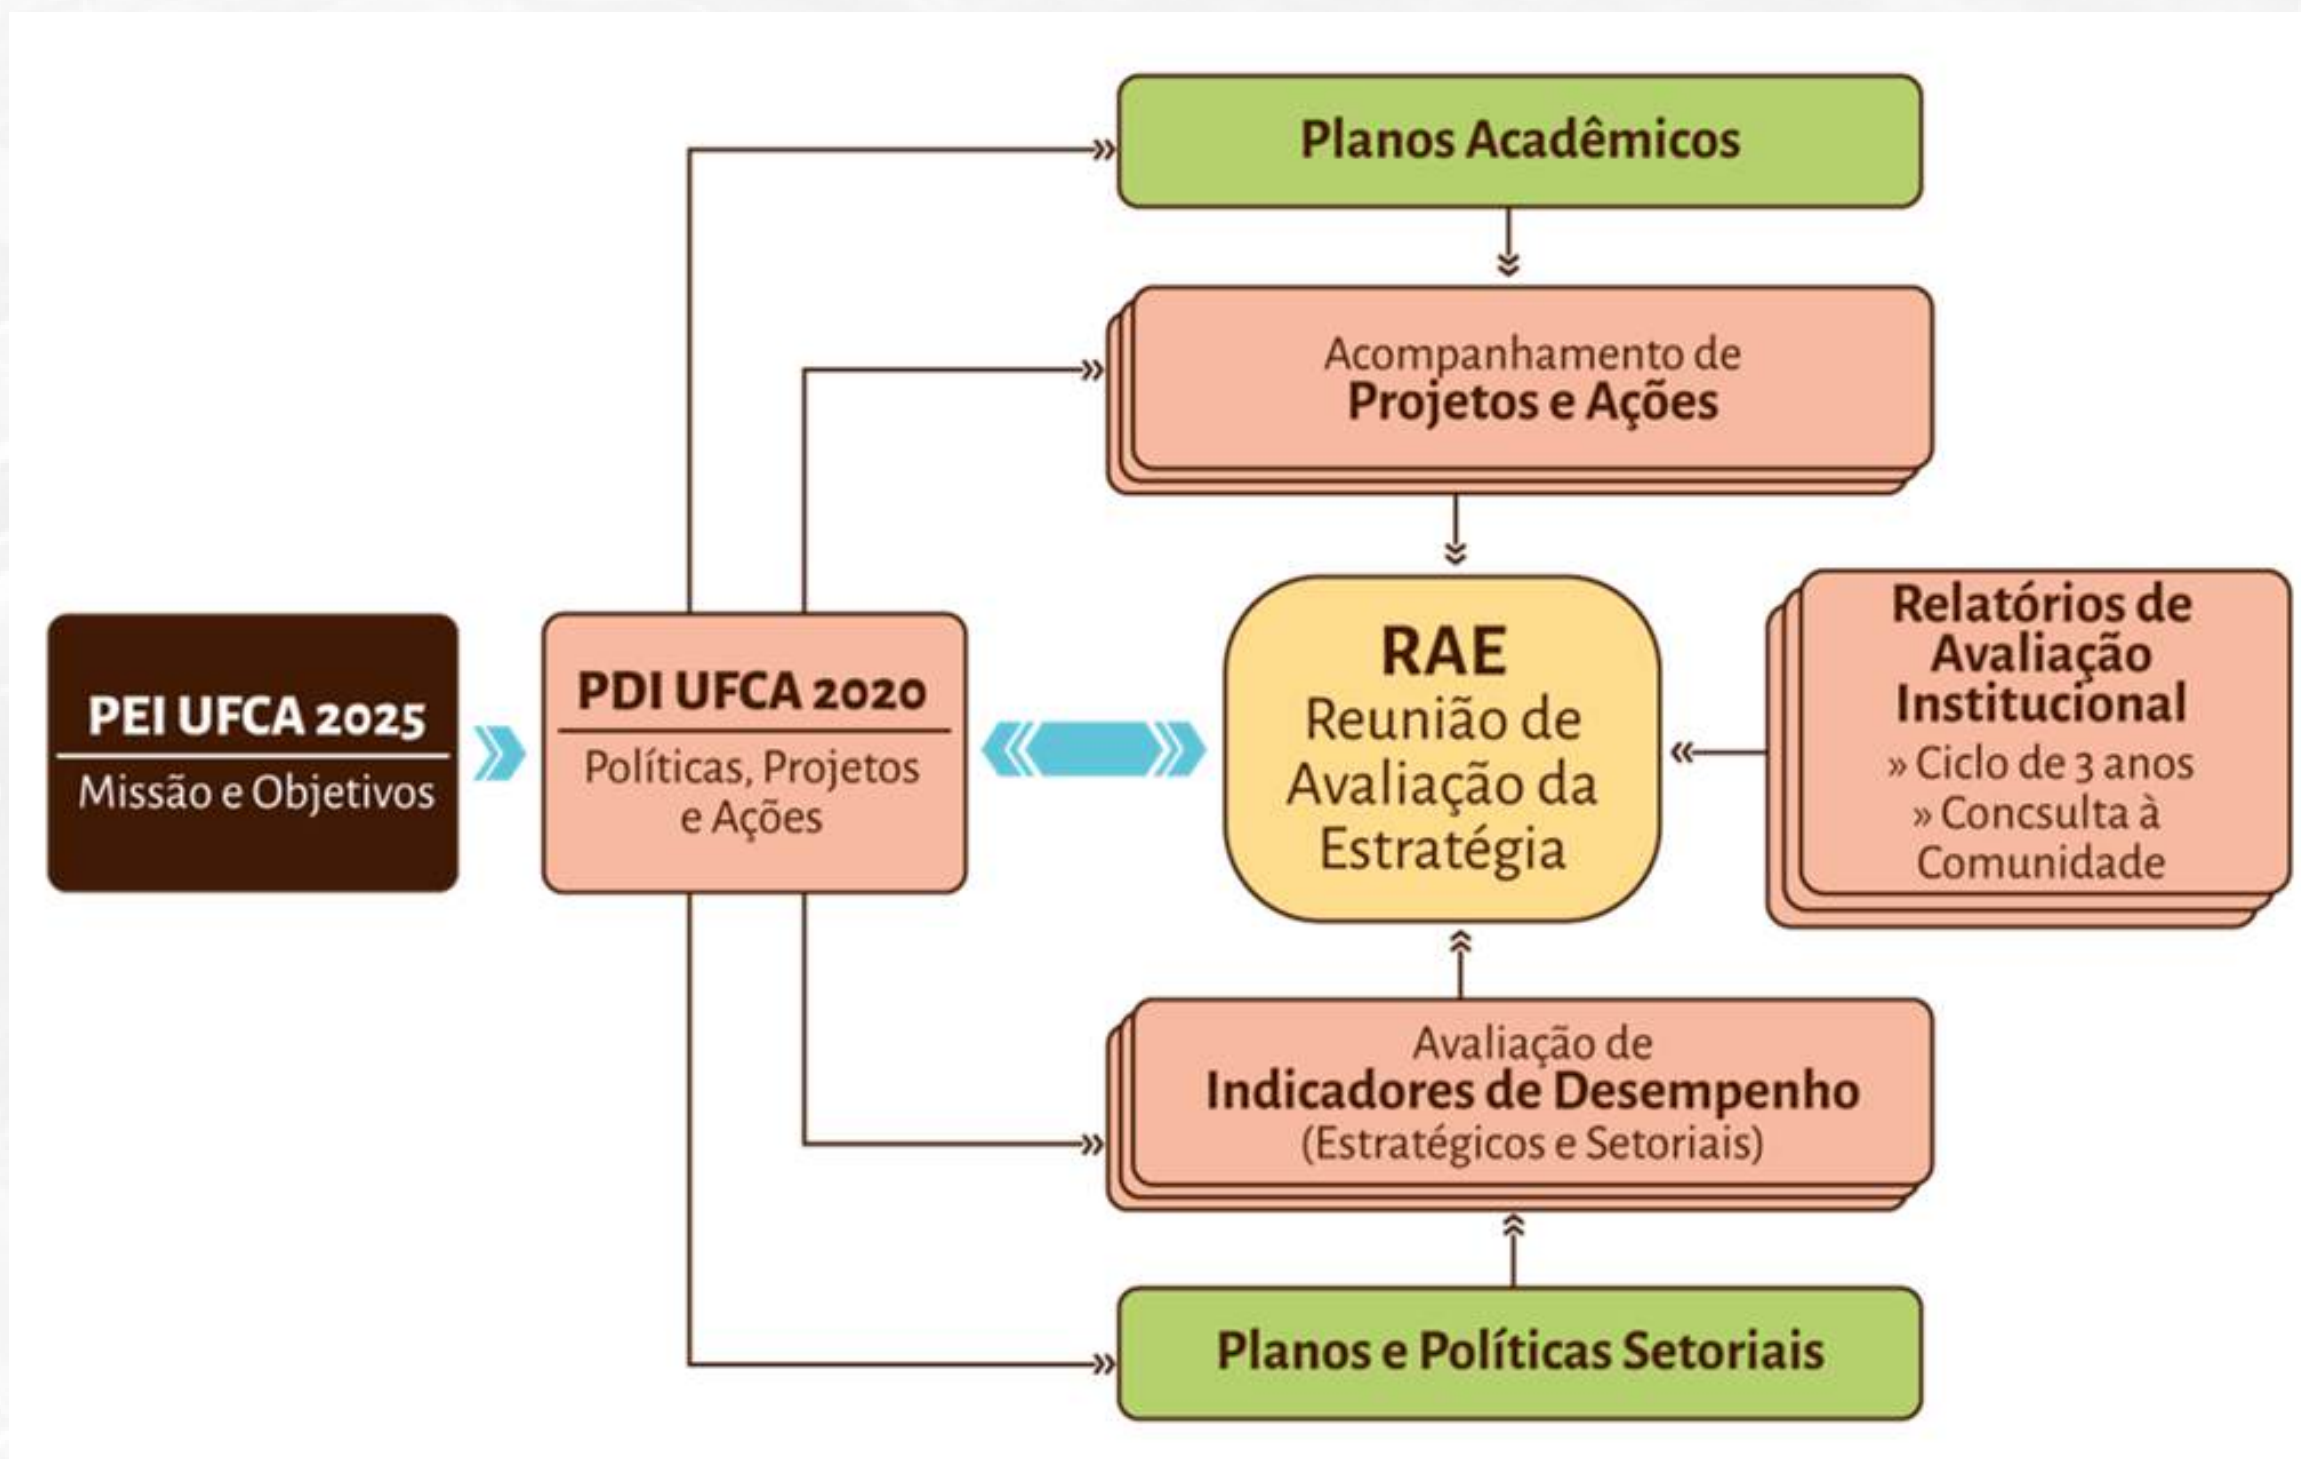 Planos Acadêmicos
Acompanhamento de
Projetos e Ações
PEI UFCA 2025
Missão e Objetivos
PDI UFCA 2020
Políticas, Projetos
e Ações
RAE
Reunião de
Avaliação da
Estratégia
Relatórios de
Avaliação
Institucional
» Ciclo de 3 anos
» Concsulta à
Comunidade
Avaliação de
Indicadores de Desempenho
(Estratégicos e Setoriais)
Planos e Políticas Setoriais